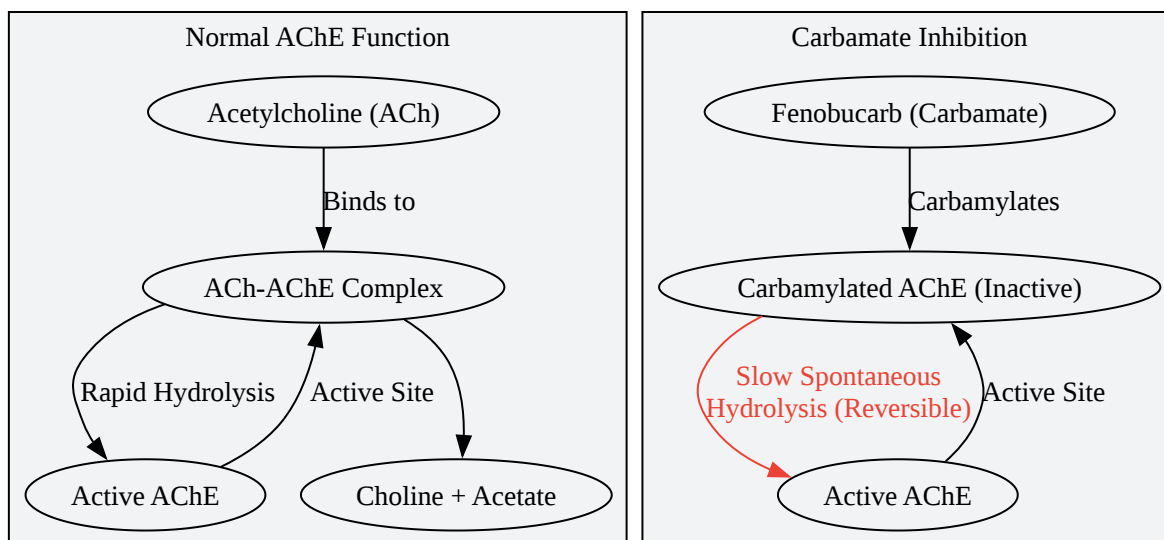 Normal AChE Function
Acetylcholine (ACh)
Binds to
ACh-AChE Complex
Rapid Hydrolysis
Active Site
Active AChE
Choline + Acetate
Carbamate Inhibition
Fenobucarb (Carbamate)
Carbamylates
Carbamylated AChE (Inactive)
Slow Spontaneous
Hydrolysis (Reversible)
Active Site
Active AChE